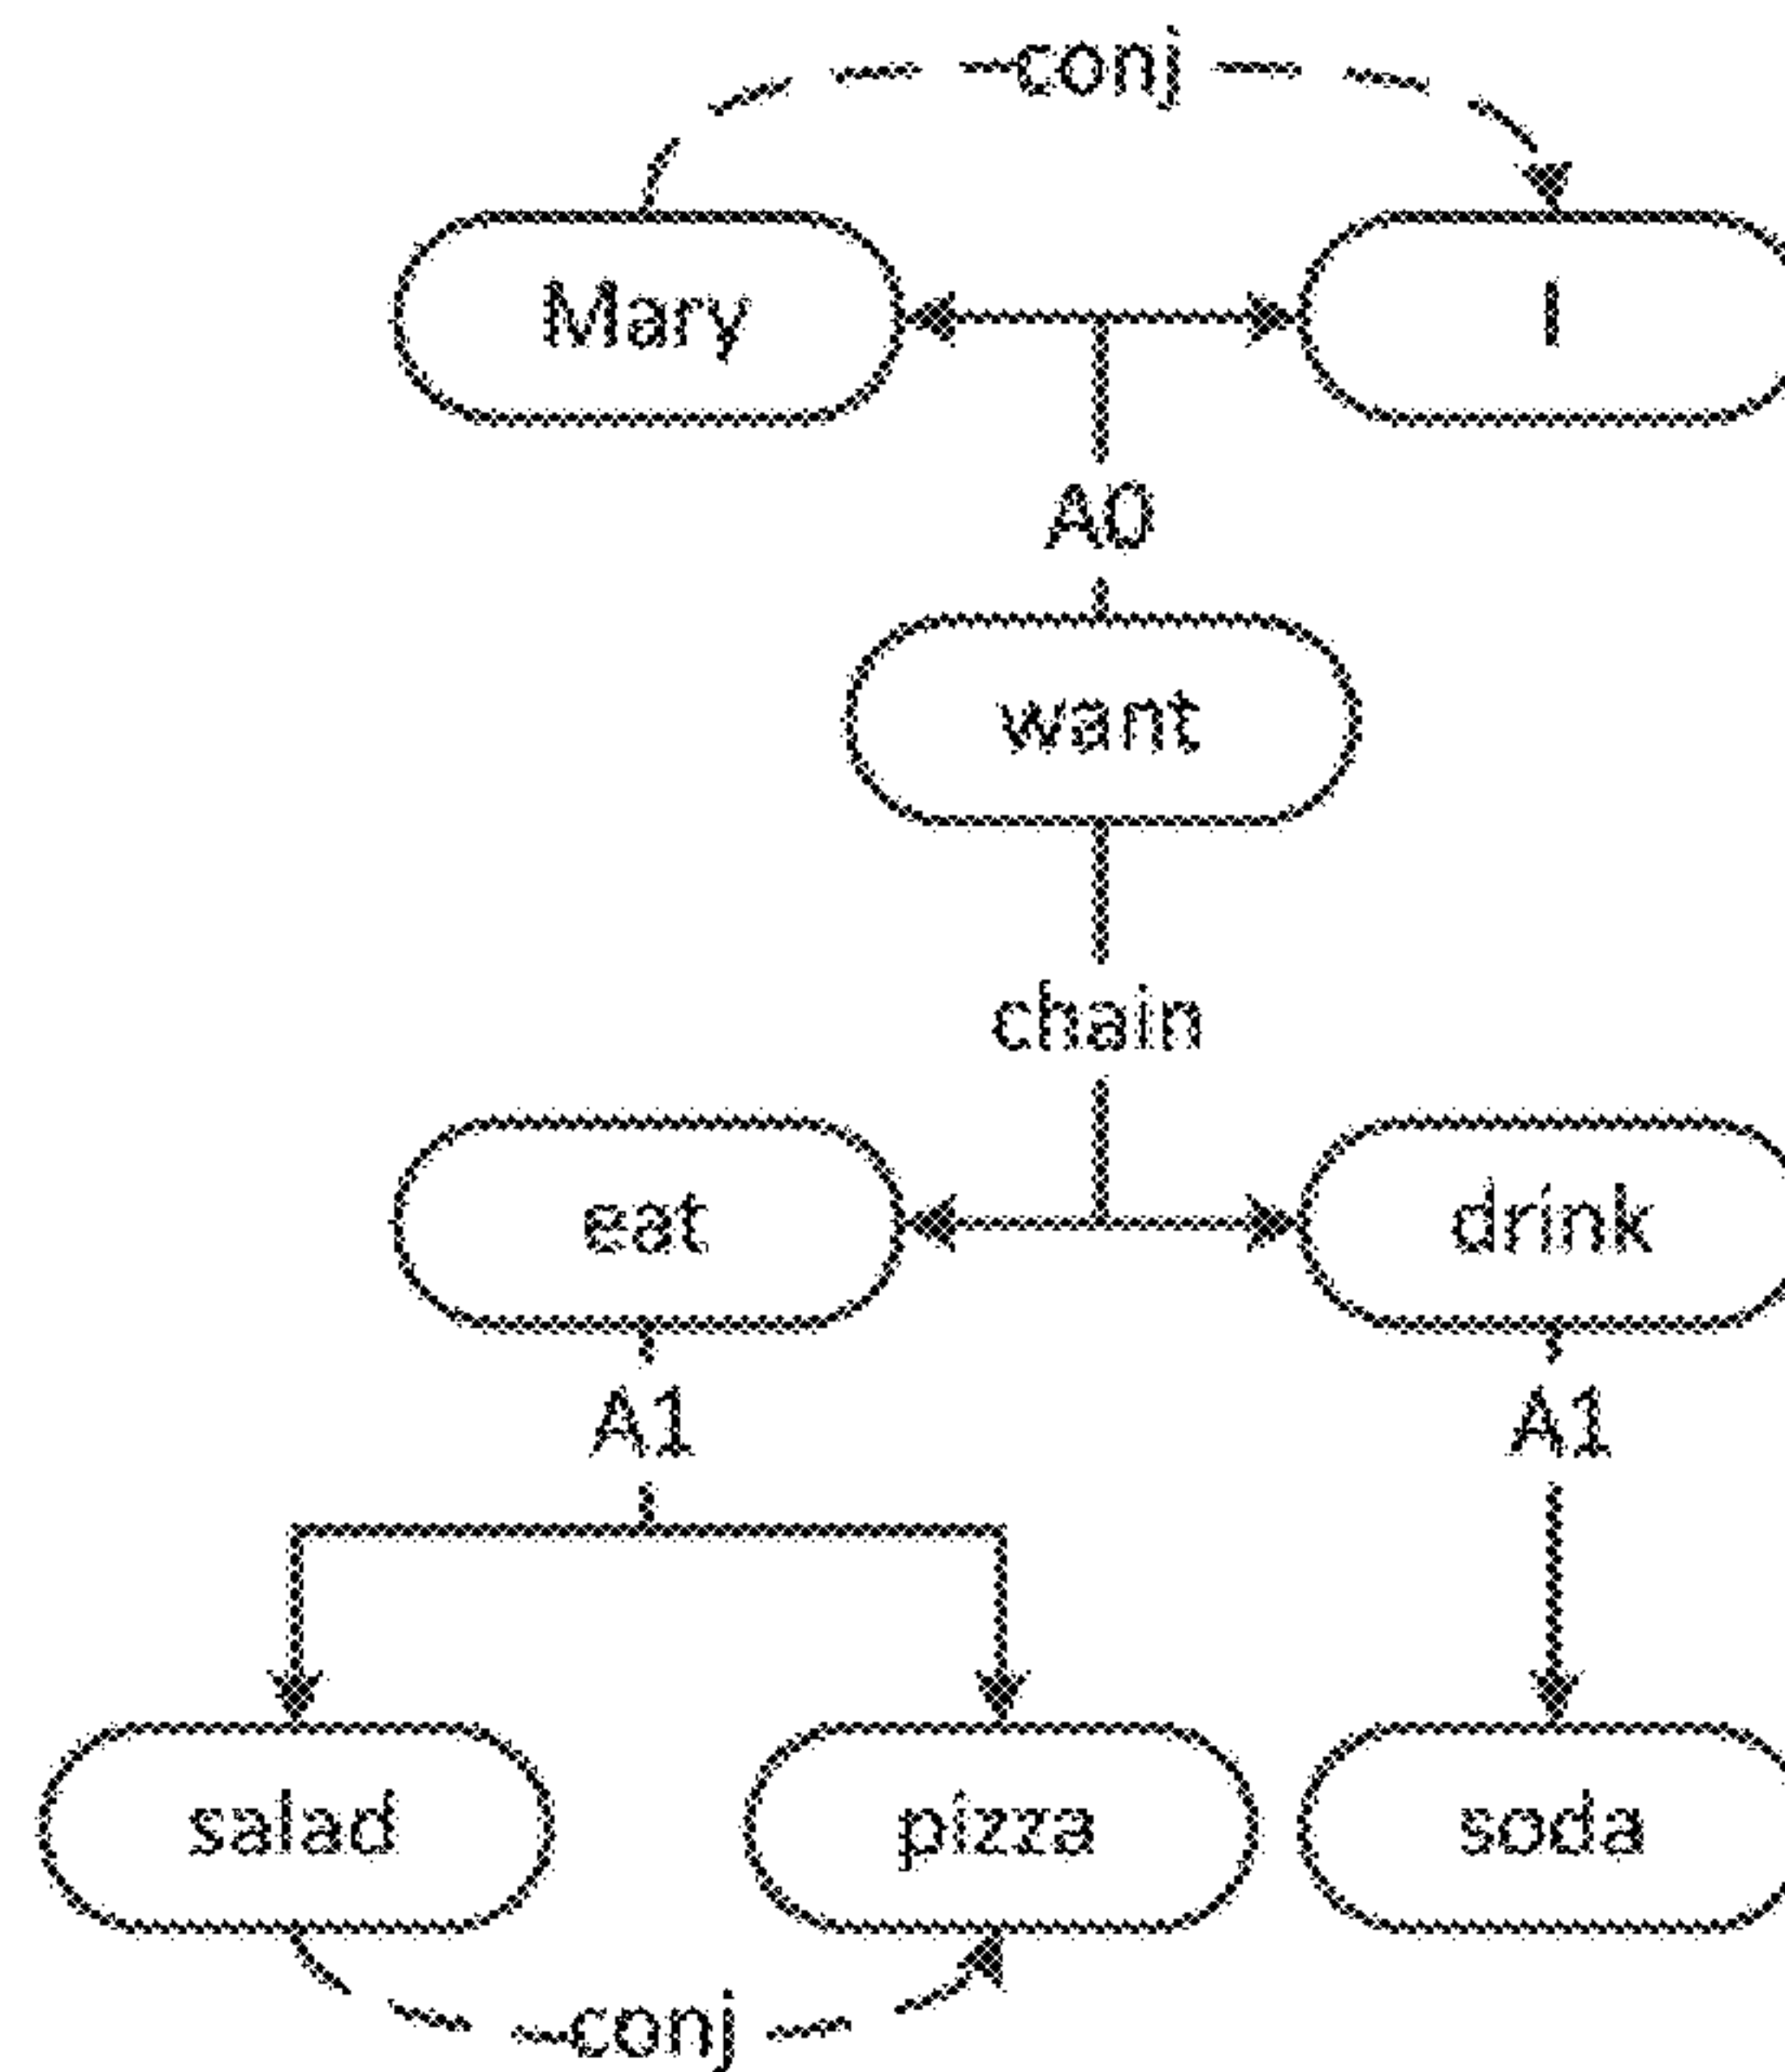 conj
Mary I
A0
want
chain
eat drink
A1 A1
salad pizza soda
conj